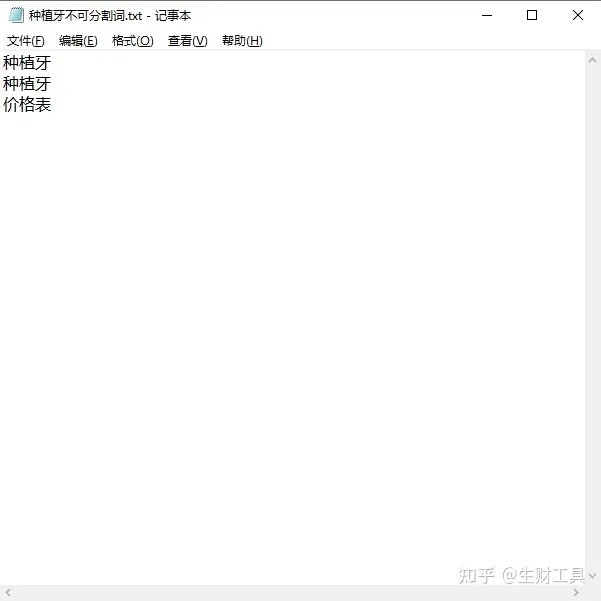 种植牙不可分割词.txt - 记事本
文件(F) 编辑(E) 格式(O) 查看(V) 帮助(H)
种植牙
种植牙
价格表
知乎 @生财工具